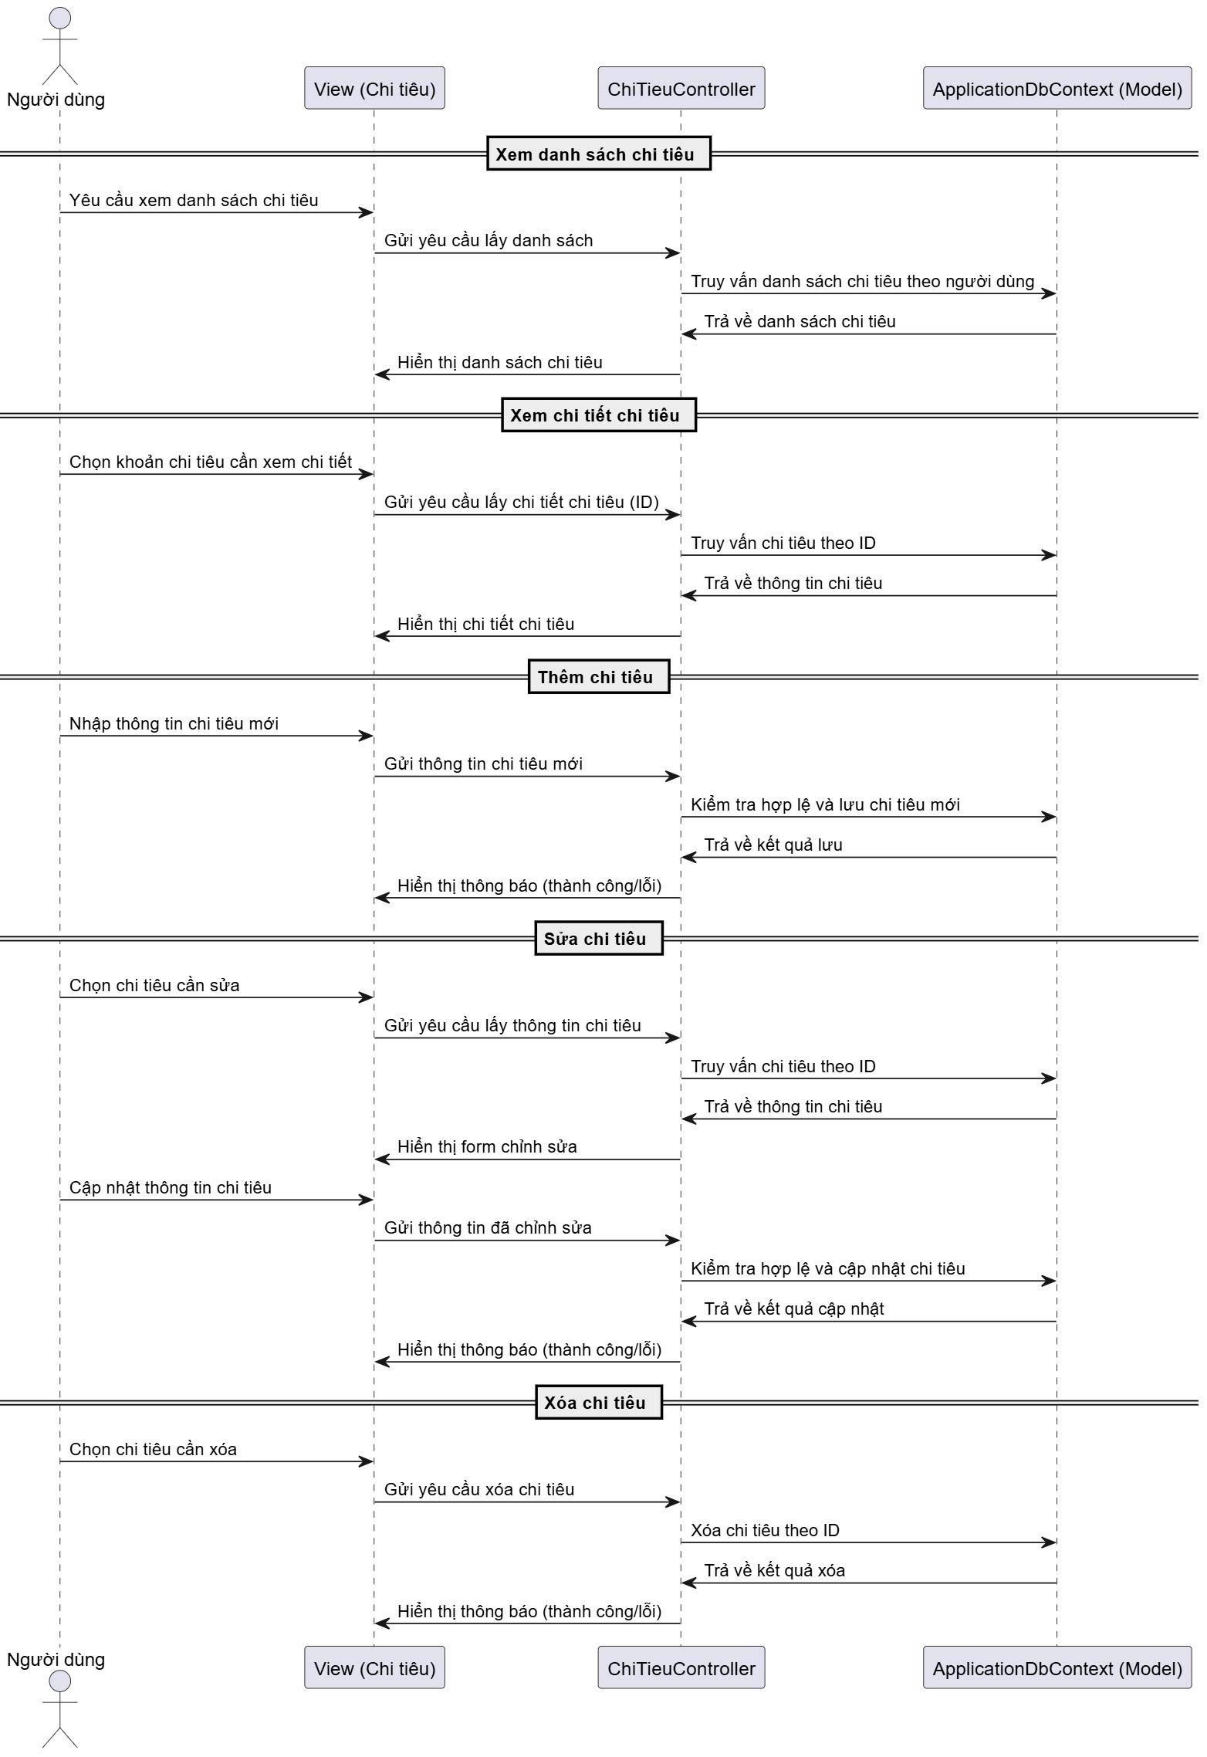 Người dùng
View (Chi tiêu)
ChiTieuController
ApplicationDbContext (Model)
Xem danh sách chi tiêu
Yêu cầu xem danh sách chi tiêu
Gửi yêu cầu lấy danh sách
Truy vấn danh sách chi tiêu theo người dùng
Trả về danh sách chi tiêu
Hiển thị danh sách chi tiêu
Xem chi tiết chi tiêu
Chọn khoản chi tiêu cần xem chi tiết
Gửi yêu cầu lấy chi tiết chi tiêu (ID)
Truy vấn chi tiêu theo ID
Trả về thông tin chi tiêu
Hiển thị chi tiết chi tiêu
Thêm chi tiêu
Nhập thông tin chi tiêu mới
Gửi thông tin chi tiêu mới
Kiểm tra hợp lệ và lưu chi tiêu mới
Trả về kết quả lưu
Hiển thị thông báo (thành công/lỗi)
Sửa chi tiêu
Chọn chi tiêu cần sửa
Gửi yêu cầu lấy thông tin chi tiêu
Truy vấn chi tiêu theo ID
Trả về thông tin chi tiêu
Hiển thị form chỉnh sửa
Cập nhật thông tin chi tiêu
Gửi thông tin đã chỉnh sửa
Kiểm tra hợp lệ và cập nhật chi tiêu
Trả về kết quả cập nhật
Hiển thị thông báo (thành công/lỗi)
Xóa chi tiêu
Chọn chi tiêu cần xóa
Gửi yêu cầu xóa chi tiêu
Xóa chi tiêu theo ID
Trả về kết quả xóa
Hiển thị thông báo (thành công/lỗi)
Người dùng
View (Chi tiêu)
ChiTieuController
ApplicationDbContext (Model)